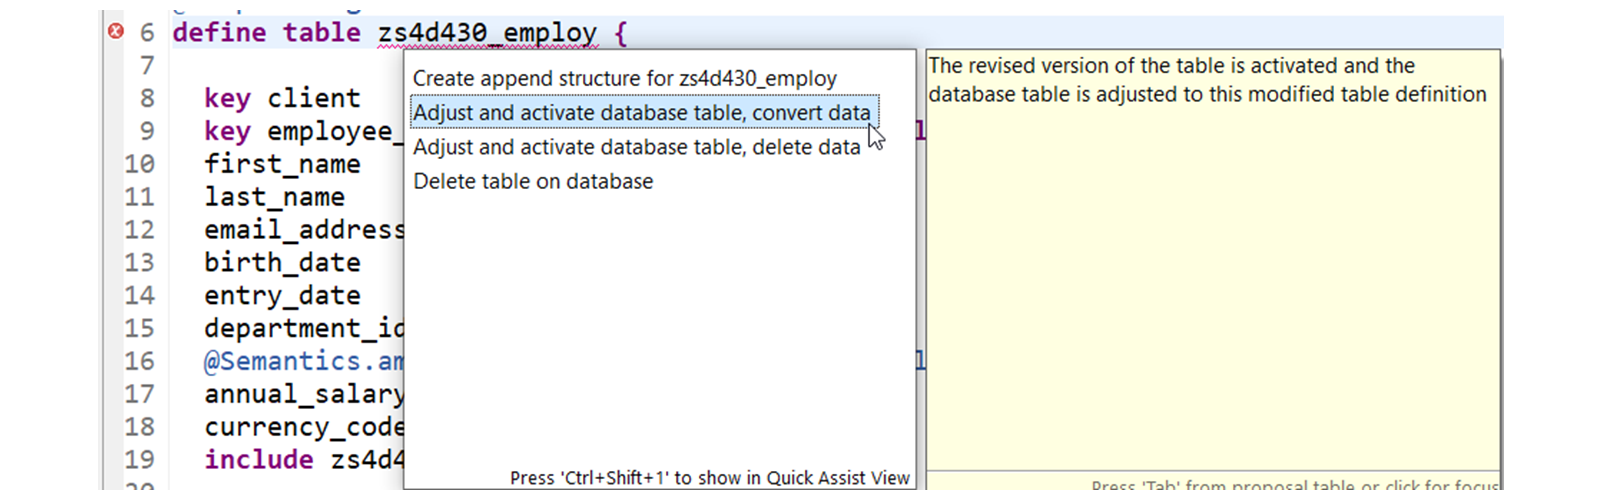 6 define table zs4d430_employ {
7
8 key client
9 key employee_
10 first_name
11 last_name
12 email_address
13 birth_date
14 entry_date
15 department_id
16 @Semantics.am
17 annual_salary
18 currency_code
19 include zs4d4
Create append structure for zs4d430_employ
Adjust and activate database table, convert data
Adjust and activate database table, delete data
Delete table on database
Press 'Ctrl+Shift+1' to show in Quick Assist View
The revised version of the table is activated and the
database table is adjusted to this modified table definition
Press 'Tab' from proposal table or click for focus